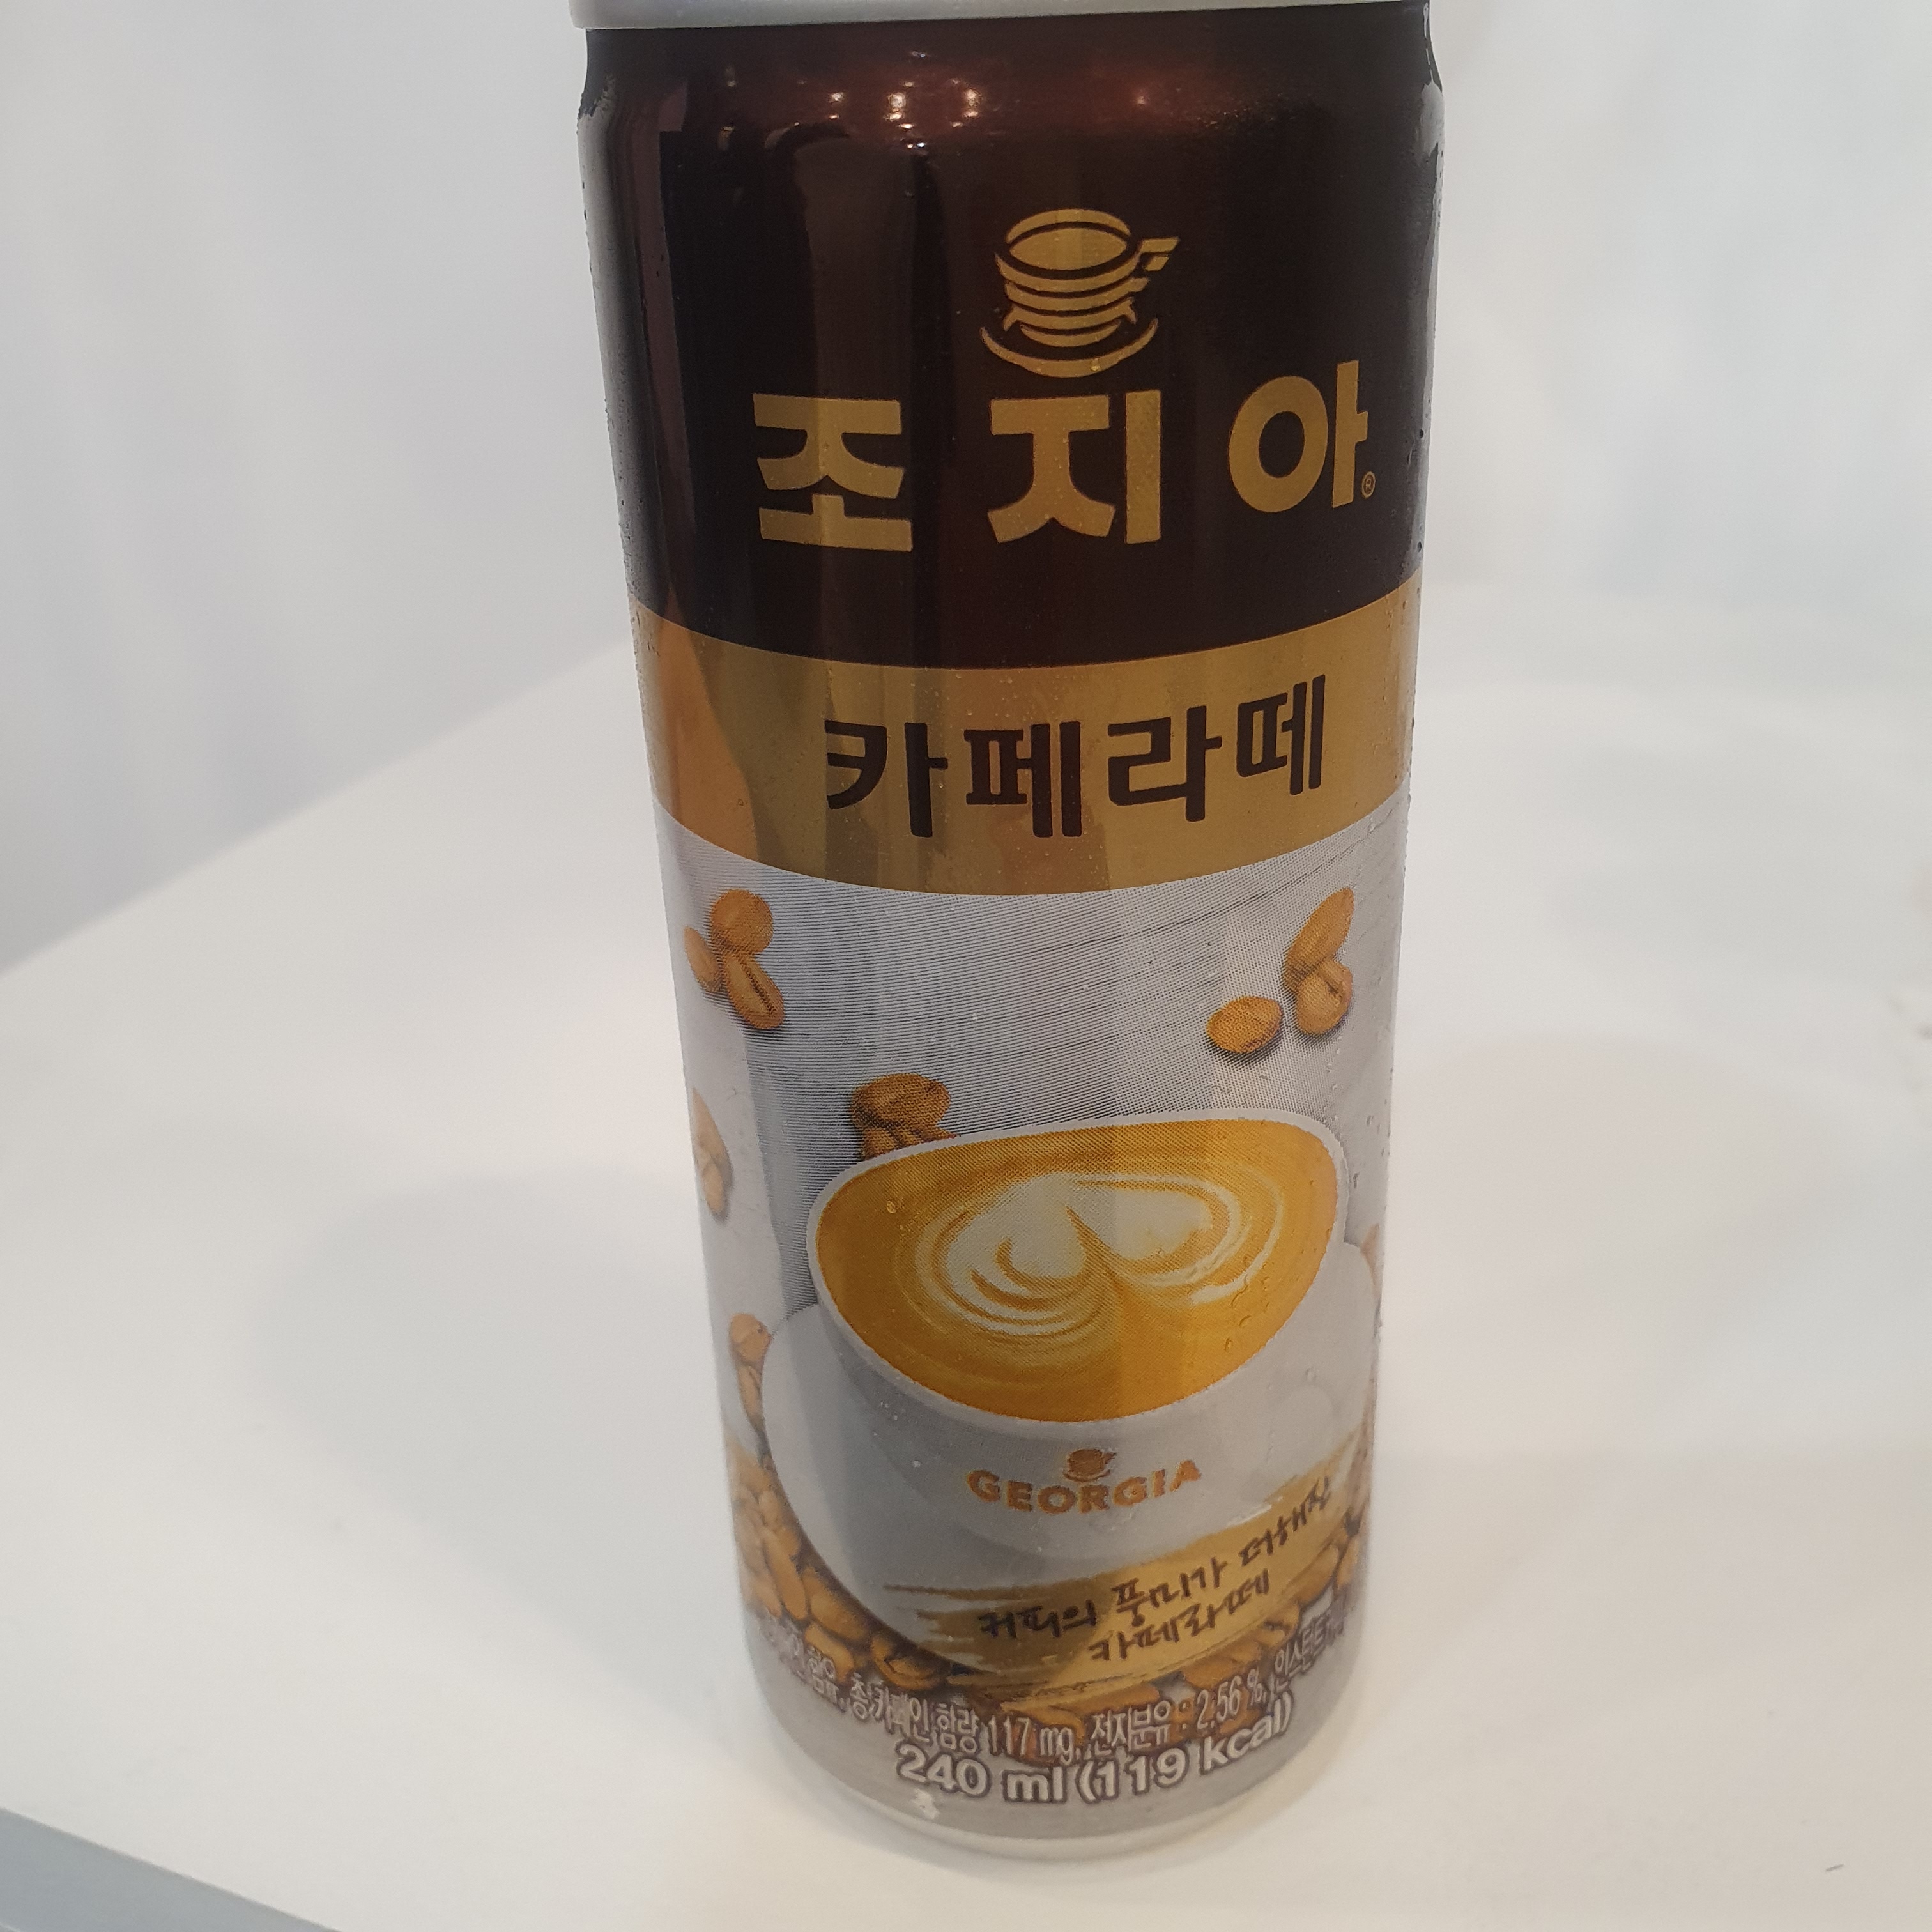 조지아®
카페라떼
GEORGIA
커피의 풍미가 더해진
카페라떼
함유, 총카페인 함량 117 mg, 전지분유 : 2.56 %,
240 ml (119 kcal)